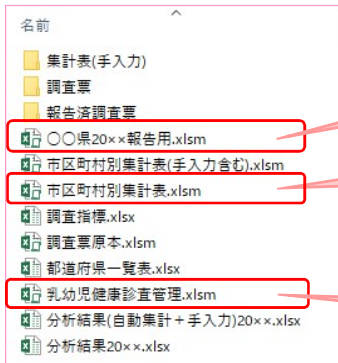 名前
集計表(手入力)
調査票
報告済調査票
〇〇県20××報告用.xlsm
市区町村別集計表(手入力含む).xlsm
市区町村別集計表.xlsm
調査指標.xlsx
調査票原本.xlsm
都道府県一覧表.xlsx
乳幼児健康診査管理.xlsm
分析結果(自動集計+手入力)20××.xlsx
分析結果20××.xlsx